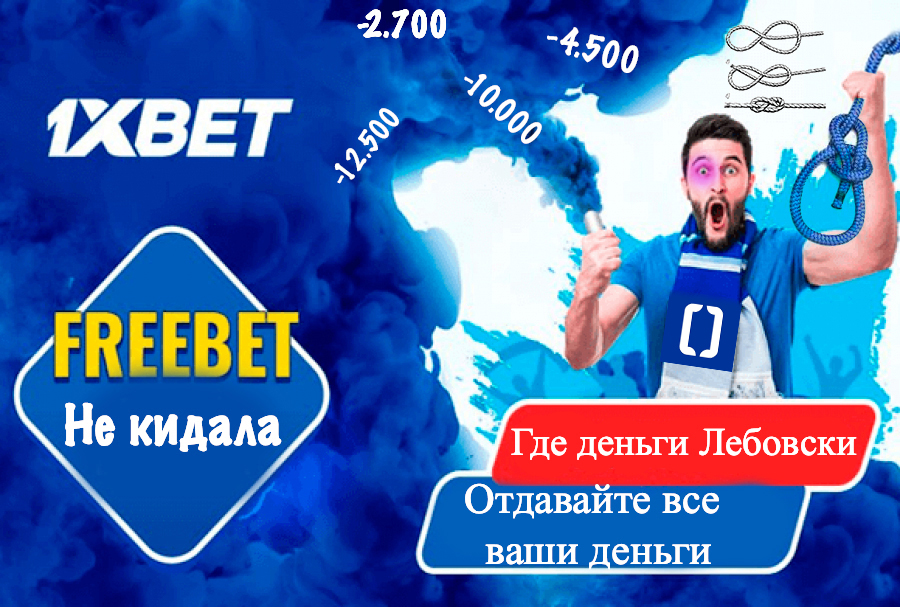 -2.700
-4.500
-10.000
-12.500
1XBET
FREEBET
Не кидала
Где деньги Лебовски
Отдавайте все
ваши деньги